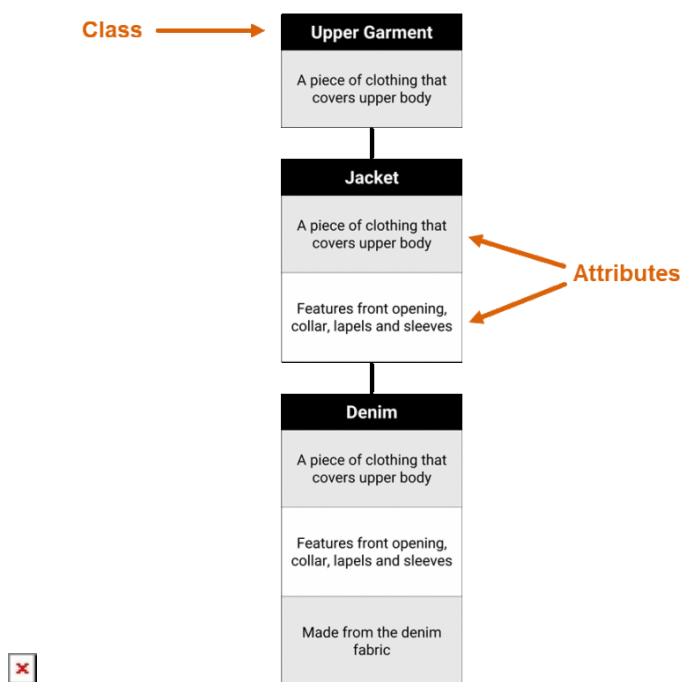 Class
Upper Garment
A piece of clothing that
covers upper body
Jacket
A piece of clothing that
covers upper body
Attributes
Features front opening,
collar, lapels and sleeves
Denim
A piece of clothing that
covers upper body
Features front opening,
collar, lapels and sleeves
Made from the denim
fabric